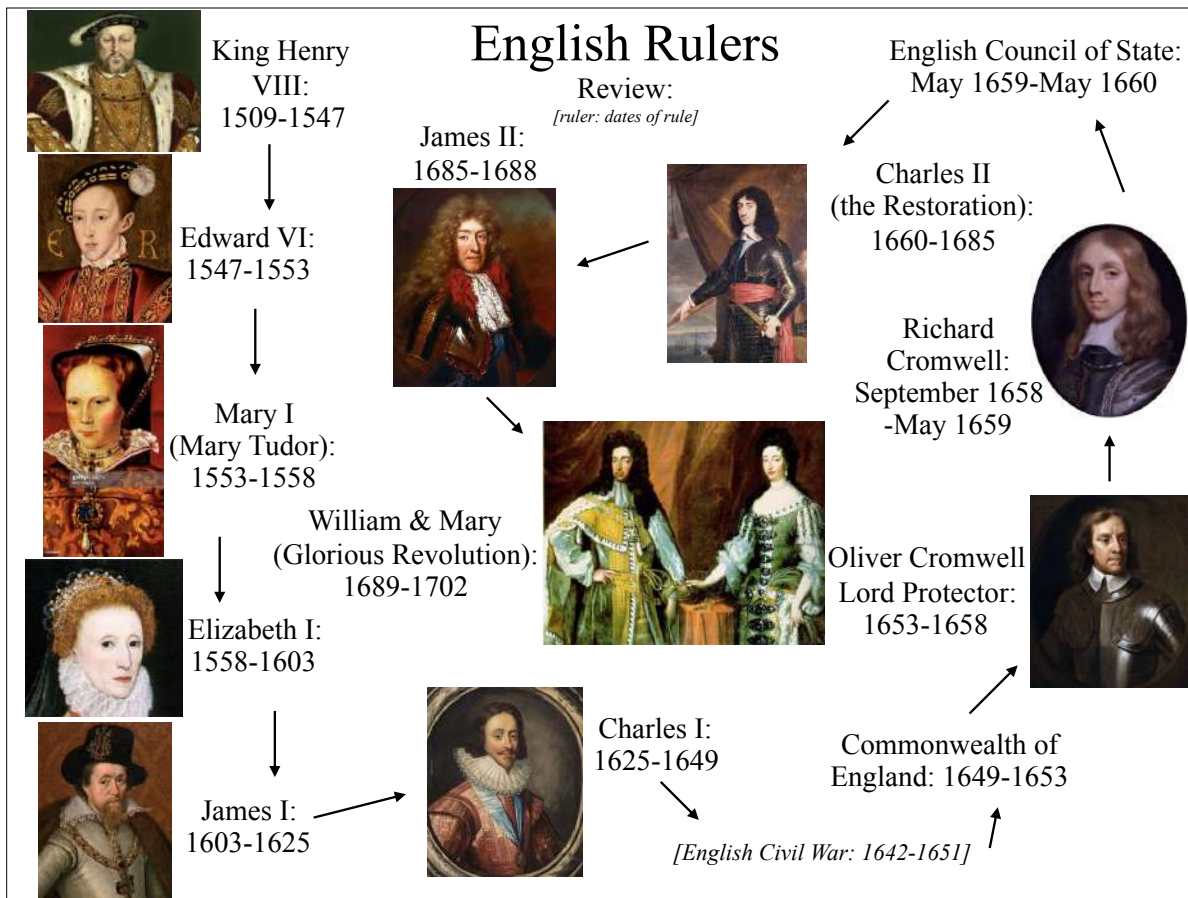 English Rulers
Review:
[ruler: dates of rule]
King Henry
VIII:
1509-1547
Edward VI:
1547-1553
E R
Mary I
(Mary Tudor):
1553-1558
Elizabeth I:
1558-1603
James I:
1603-1625
Charles I:
1625-1649
[English Civil War: 1642-1651]
Commonwealth of
England: 1649-1653
Oliver Cromwell
Lord Protector:
1653-1658
Richard
Cromwell:
September 1658
-May 1659
English Council of State:
May 1659-May 1660
Charles II
(the Restoration):
1660-1685
James II:
1685-1688
William & Mary
(Glorious Revolution):
1689-1702